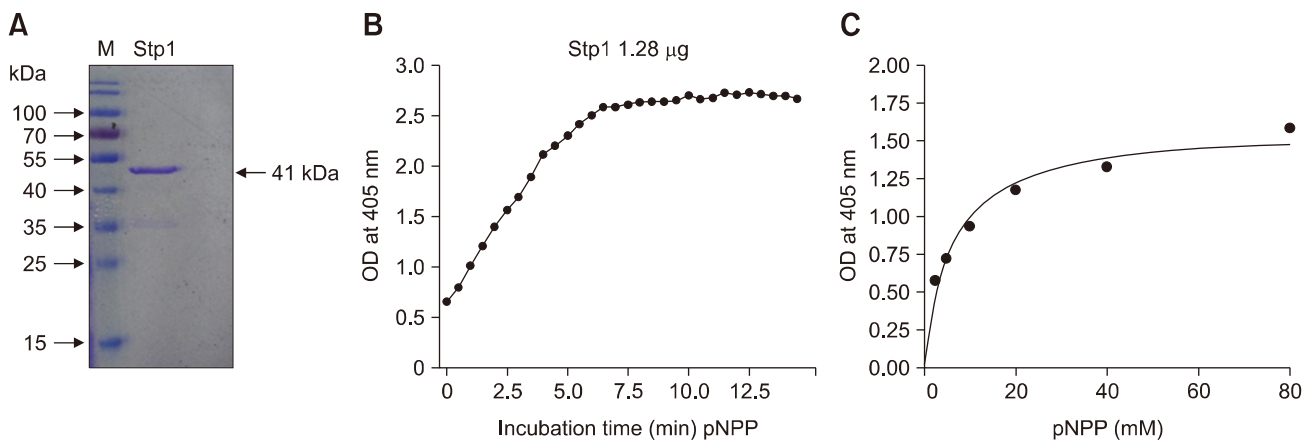 A
M Stp1
kDa
100
70
55
40
35
25
15
41 kDa
B
Stp1 1.28 μg
3.0
2.5
2.0
1.5
1.0
0.5
0
OD at 405 nm
0 2.5 5.0 7.5 10.0 12.5
Incubation time (min) pNPP
C
2.00
1.75
1.50
1.25
1.00
0.75
0.50
0.25
0.00
OD at 405 nm
0 20 40 60 80
pNPP (mM)